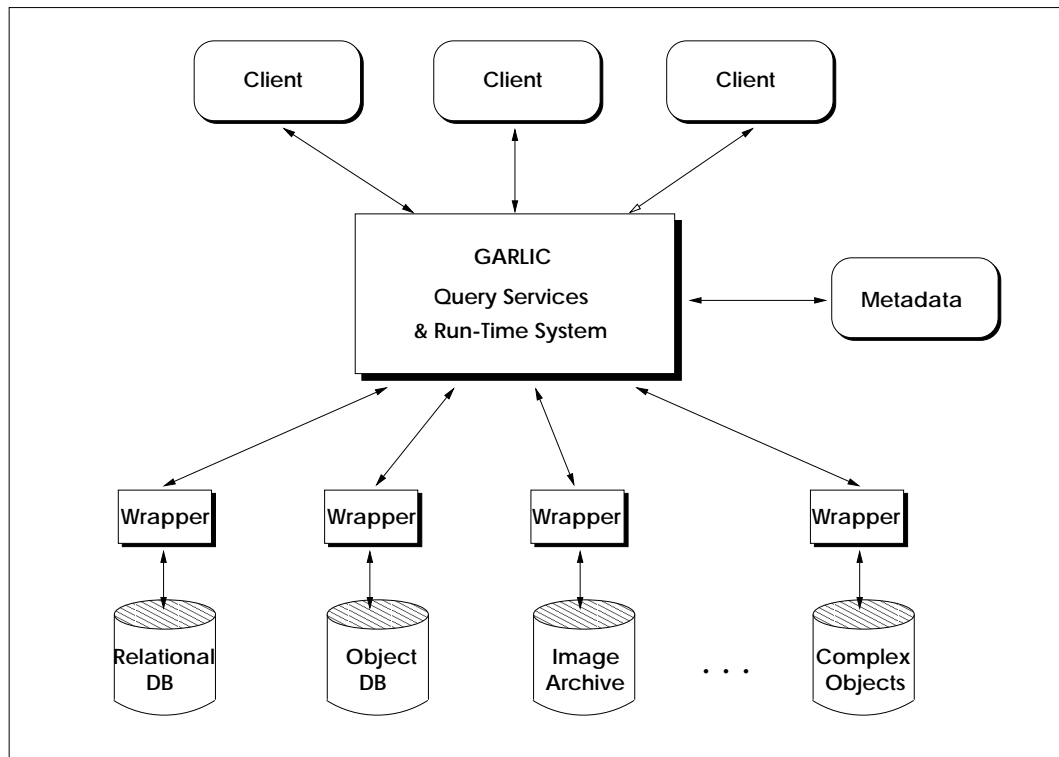 Client
Client
Client
GARLIC
Query Services
& Run-Time System
Metadata
Wrapper
Wrapper
Wrapper
Wrapper
Relational
DB
Object
DB
Image
Archive
. . .
Complex
Objects